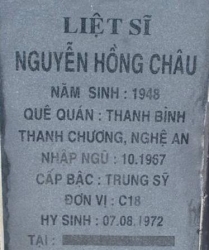 LIỆT SĨ
NGUYỄN HỒNG CHÂU
NĂM SINH : 1948
QUÊ QUÁN : THANH BÌNH
THANH CHƯƠNG, NGHỆ AN
NHẬP NGŨ : 10.1967
CẤP BẬC : TRUNG SỸ
ĐƠN VỊ : C18
HY SINH : 07.08.1972
TẠI :